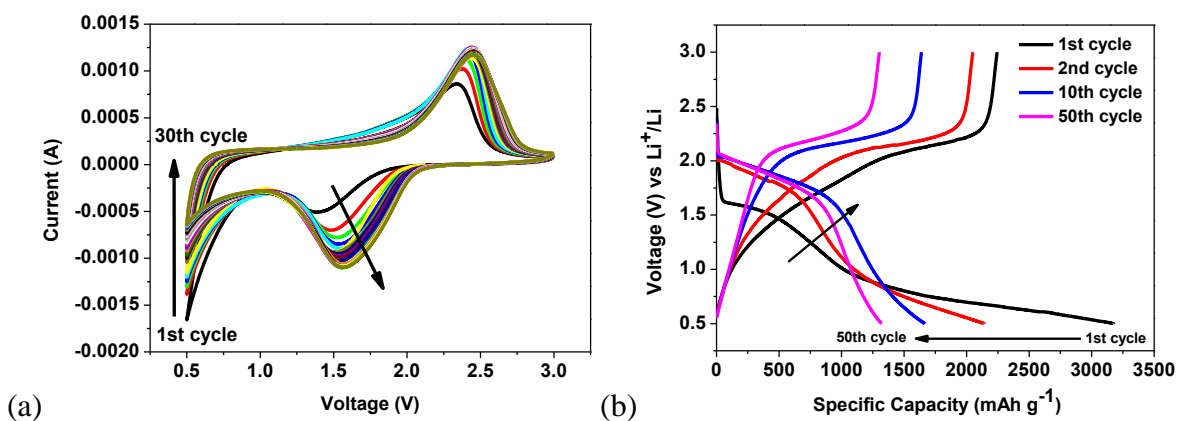 0.0015
0.0010
0.0005
0.0000
-0.0005
-0.0010
-0.0015
-0.0020
Current (A)
30th cycle
1st cycle
0.5 1.0 1.5 2.0 2.5 3.0
Voltage (V)
(a)
3.0
2.5
2.0
1.5
1.0
0.5
Voltage (V) vs Li⁺/Li
1st cycle
2nd cycle
10th cycle
50th cycle
50th cycle 1st cycle
0 500 1000 1500 2000 2500 3000 3500
Specific Capacity (mAh g⁻¹)
(b)